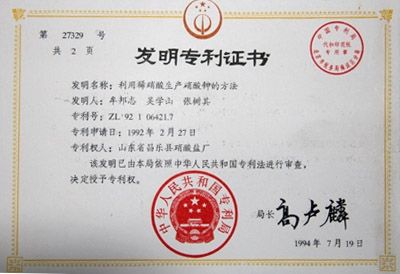 第 27329 号
共 2 页
发明专利证书
发明名称：利用稀硝酸生产硝酸钾的方法
发明人：牟邦志 吴学山 张树其
专利号：ZL 92 1 06421.7
专利申请日：1992 年 2 月 27 日
专利权人：山东省昌乐县硝酸盐厂
该发明已由本局依照中华人民共和国专利法进行审查，
决定授予专利权。
中华人民共和国专利局
局长 高卢麟
1994 年 7 月 19 日
中国专利局